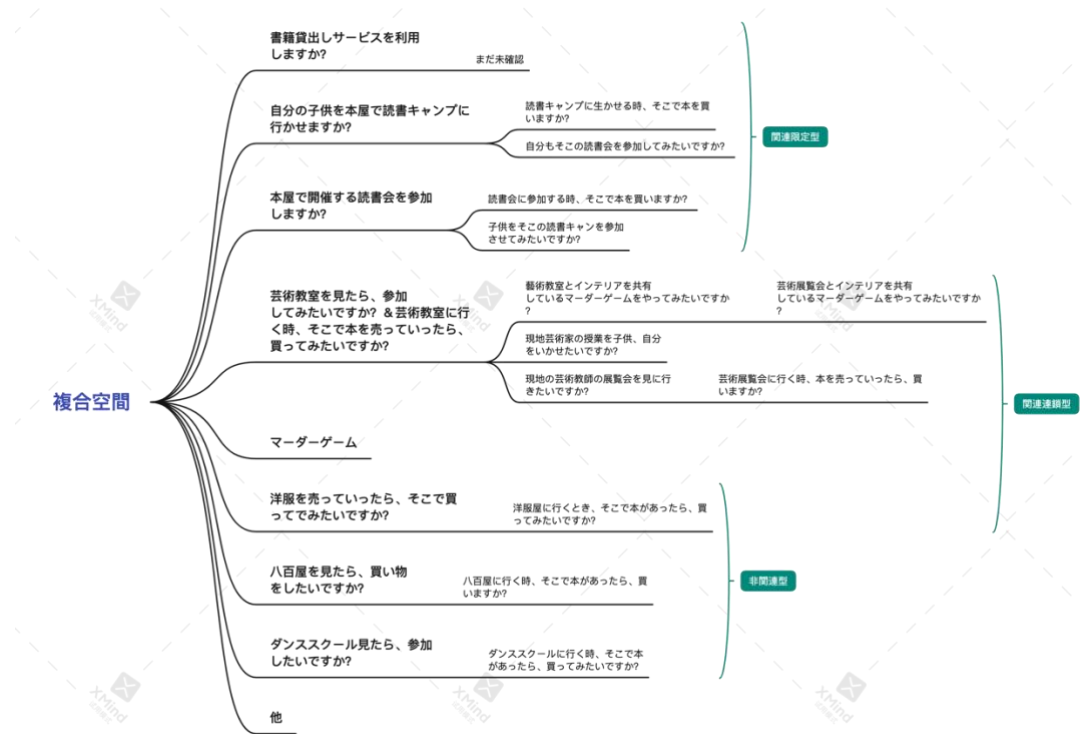 複合空間
書籍貸出しサービスを利用
しますか?
まだ未確認
自分の子供を本屋で読書キャンプに
行かせますか?
読書キャンプに生かせる時、そこで本を買
いますか?
自分もそこの読書会を参加してみたいですか?
本屋で開催する読書会を参加
しますか?
読書会に参加する時、そこで本を買いますか?
子供をそこの読書キャンを参加
させてみたいですか?
関連限定型
芸術教室を見たら、参加
してみたいですか? &芸術教室に行
く時、そこで本を売っていったら、
買ってみたいですか?
藝術教室とインテリアを共有
しているマーダーゲームをやってみたいですか
?
芸術展覧会とインテリアを共有
しているマーダーゲームをやってみたいですか
?
現地芸術家の授業を子供、自分
をいかせたいですか?
現地の芸術教師の展覧会を見に行
きたいですか?
芸術展覧会に行く時、本を売っていったら、買
いますか?
関連連鎖型
マーダーゲーム
洋服を売っていったら、そこで買
ってでみたいですか?
洋服屋に行くとき、そこで本があったら、買
ってみたいですか?
八百屋を見たら、買い物
をしたいですか?
八百屋に行く時、そこで本があったら、買
いますか?
非関連型
ダンススクール見たら、参加
したいですか?
ダンススクールに行く時、そこで本
があったら、買ってみたいですか?
他
XMind
XMind
XMind
XMind
XMind
XMind